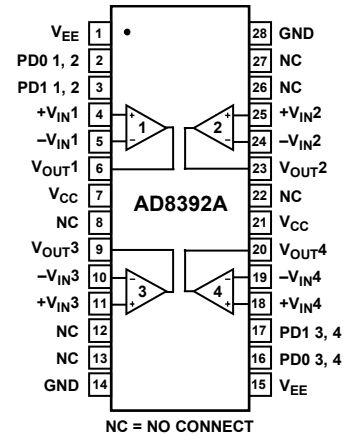 V_EE 1 28 GND
PD0 1, 2 2 27 NC
PD1 1, 2 3 26 NC
+V_IN1 4 + + 25 +V_IN2
1 2
–V_IN1 5 – – 24 –V_IN2
V_OUT1 6 23 V_OUT2
V_CC 7 22 NC
AD8392A
NC 8 21 V_CC
V_OUT3 9 20 V_OUT4
–V_IN3 10 – – 19 –V_IN4
3 4
+V_IN3 11 + + 18 +V_IN4
NC 12 17 PD1 3, 4
NC 13 16 PD0 3, 4
GND 14 15 V_EE
NC = NO CONNECT